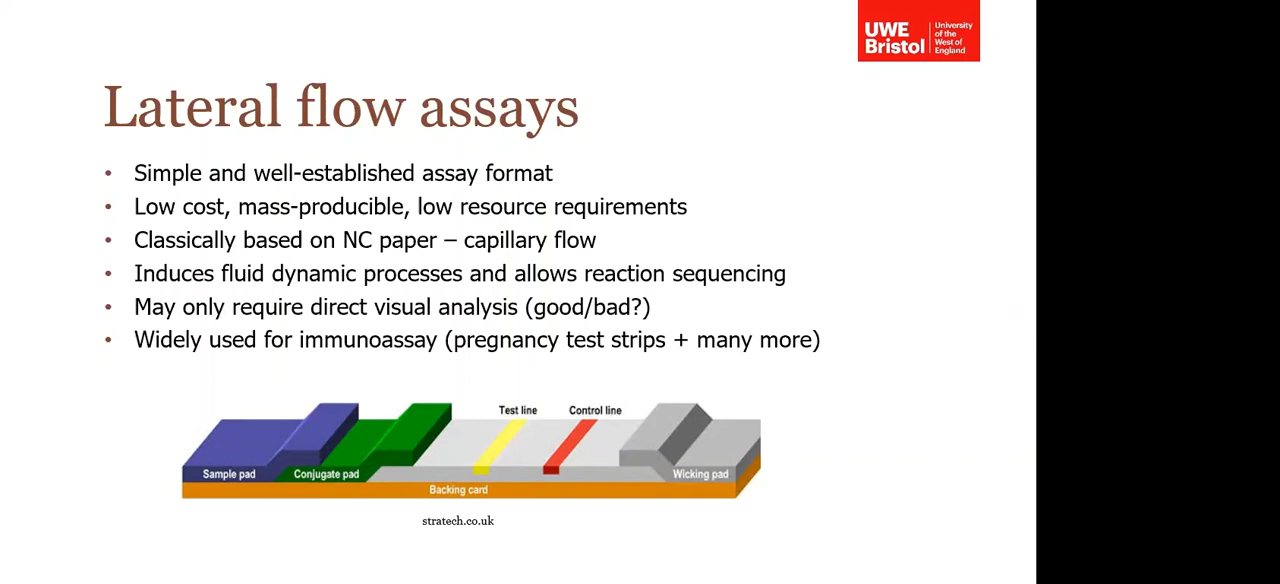 UWE
Bristol
University
of the
West of
England
Lateral flow assays
• Simple and well-established assay format
• Low cost, mass-producible, low resource requirements
• Classically based on NC paper – capillary flow
• Induces fluid dynamic processes and allows reaction sequencing
• May only require direct visual analysis (good/bad?)
• Widely used for immunoassay (pregnancy test strips + many more)
Test line
Control line
Sample pad
Conjugate pad
Wicking pad
Backing card
stratech.co.uk